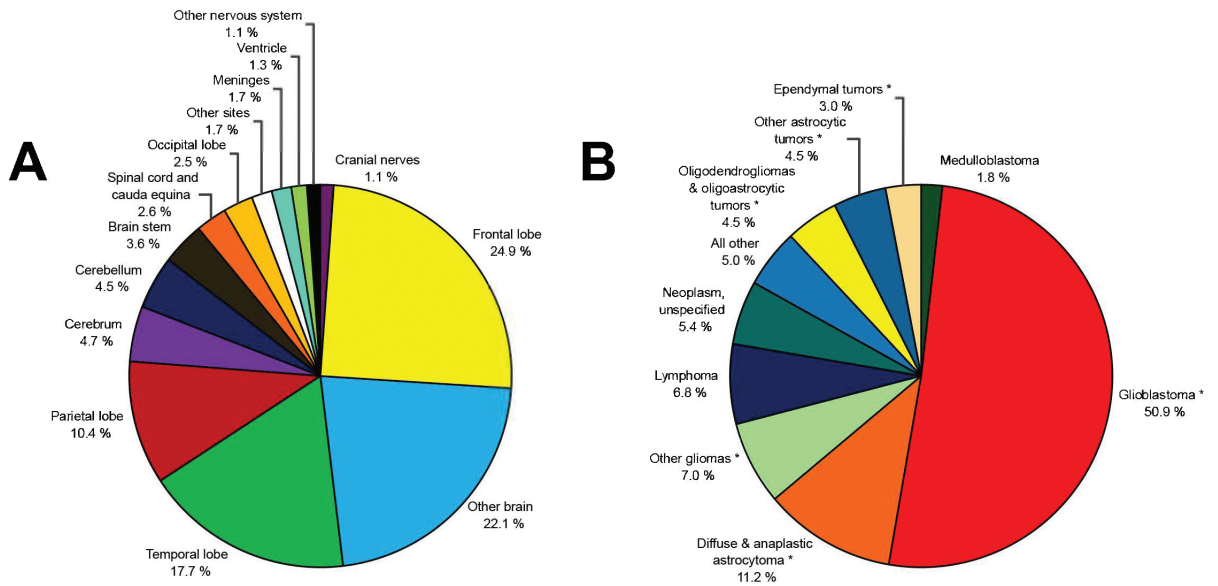 A
Other nervous system
1.1 %
Ventricle
1.3 %
Meninges
1.7 %
Other sites
1.7 %
Occipital lobe
2.5 %
Spinal cord and
cauda equina
2.6 %
Brain stem
3.6 %
Cerebellum
4.5 %
Cerebrum
4.7 %
Parietal lobe
10.4 %
Temporal lobe
17.7 %
Other brain
22.1 %
Frontal lobe
24.9 %
Cranial nerves
1.1 %
B
Ependymal tumors *
3.0 %
Other astrocytic
tumors *
4.5 %
Oligodendrogliomas
& oligoastrocytic
tumors *
4.5 %
All other
5.0 %
Neoplasm,
unspecified
5.4 %
Lymphoma
6.8 %
Other gliomas *
7.0 %
Diffuse & anaplastic
astrocytoma *
11.2 %
Glioblastoma *
50.9 %
Medulloblastoma
1.8 %